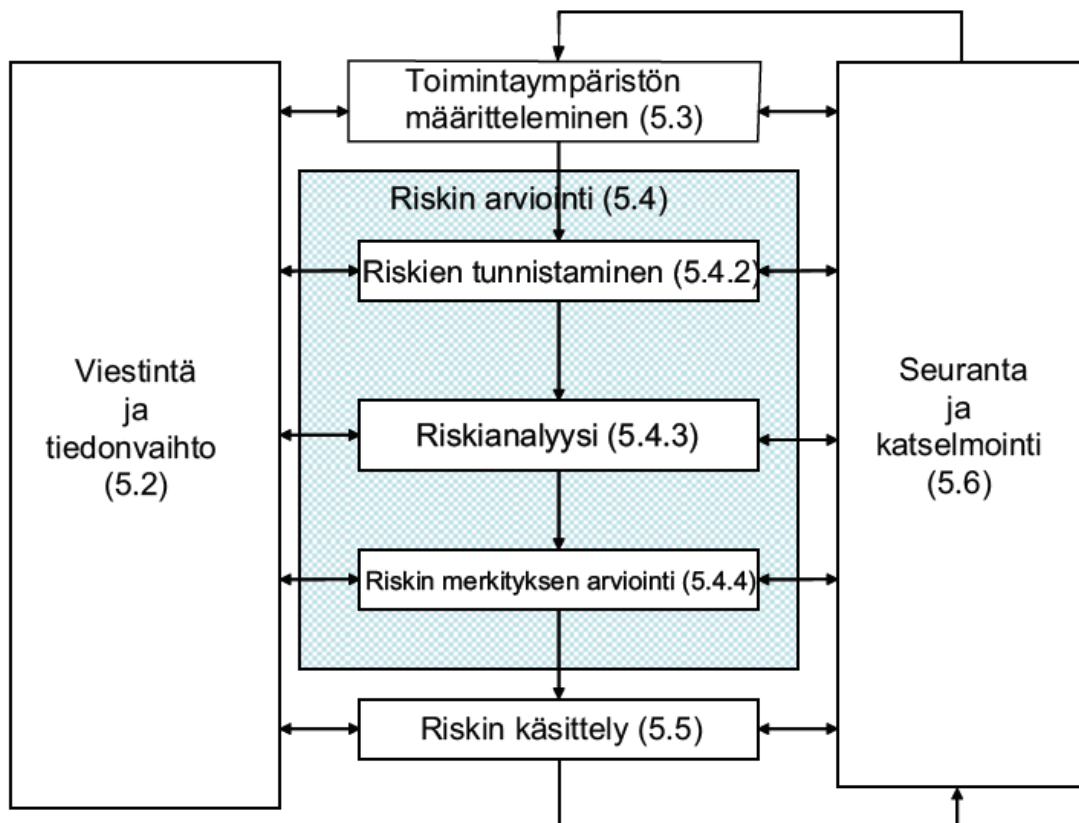 Toimintaympäristön
määritteleminen (5.3)
Riskin arviointi (5.4)
Riskien tunnistaminen (5.4.2)
Viestintä
ja
tiedonvaihto
(5.2)
Riskianalyysi (5.4.3)
Seuranta
ja
katselmointi
(5.6)
Riskin merkityksen arviointi (5.4.4)
Riskin käsittely (5.5)